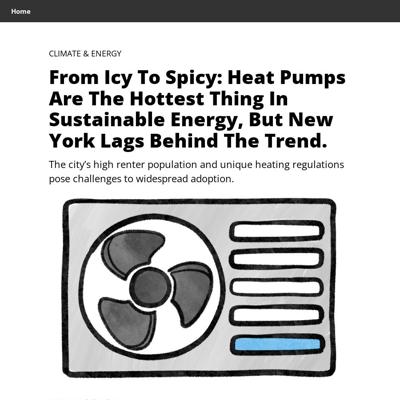 Home
CLIMATE & ENERGY
From Icy To Spicy: Heat Pumps
Are The Hottest Thing In
Sustainable Energy, But New
York Lags Behind The Trend.
The city’s high renter population and unique heating regulations
pose challenges to widespread adoption.